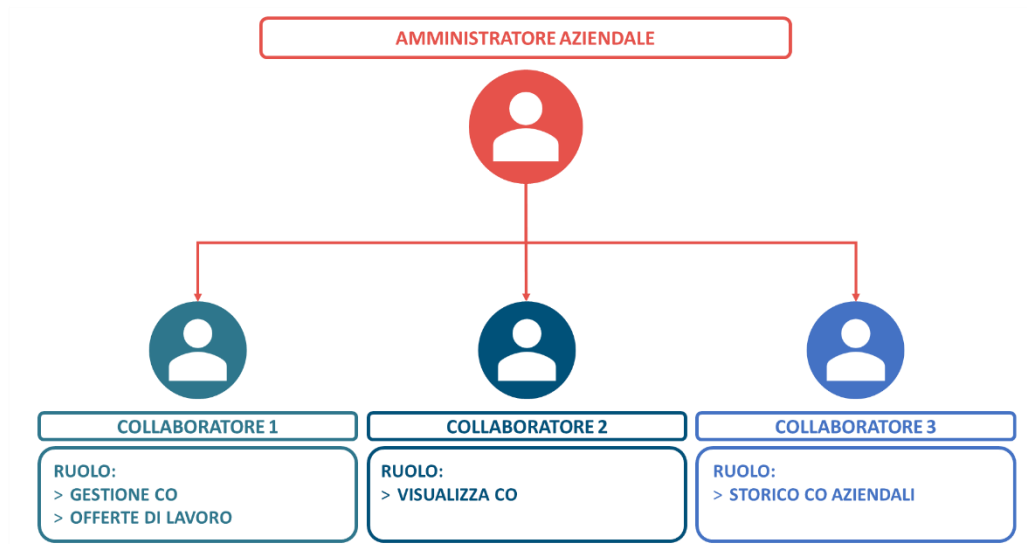 AMMINISTRATORE AZIENDALE
COLLABORATORE 1
RUOLO:
> GESTIONE CO
> OFFERTE DI LAVORO
COLLABORATORE 2
RUOLO:
> VISUALIZZA CO
COLLABORATORE 3
RUOLO:
> STORICO CO AZIENDALI